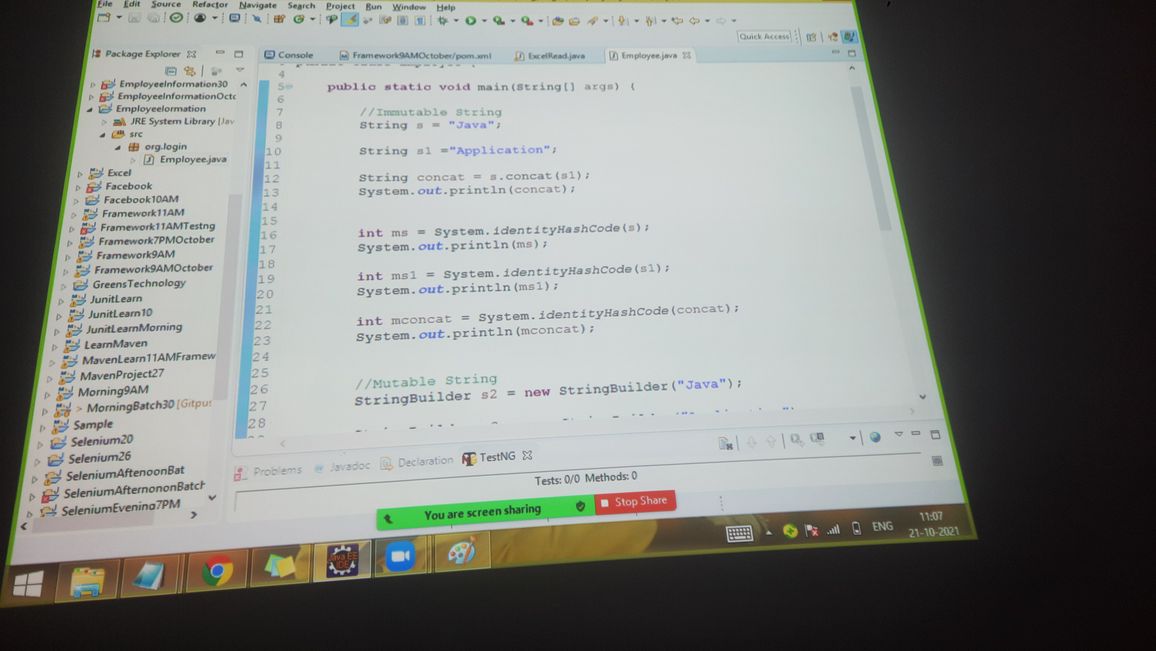 File Edit Source Refactor Navigate Search Project Run Window Help
Quick Access
Package Explorer
Console Framework9AMOctober/pom.xml ExcelRead.java Employee.java
EmployeeInformation30
EmployeeInformationOctc
EmployeeIormation
JRE System Library [Jav
src
org.login
Employee.java
Excel
Facebook
Facebook10AM
Framework11AM
Framework11AMTestng
Framework7PMOctober
Framework9AM
Framework9AMOctober
GreensTechnology
JunitLearn
JunitLearn10
JunitLearnMorning
LearnMaven
MavenLearn11AMFramew
MavenProject27
Morning9AM
> MorningBatch30 [Gitpus
Sample
Selenium20
Selenium26
SeleniumAftenoonBat
SeleniumAfternononBatch
SeleniumEvening7PM
4
5 public static void main(String[] args) {
6
7 //Immutable String
8 String s = "Java";
9
10 String s1 ="Application";
11
12 String concat = s.concat(s1);
13 System.out.println(concat);
14
15
16 int ms = System.identityHashCode(s);
17 System.out.println(ms);
18
19 int ms1 = System.identityHashCode(s1);
20 System.out.println(ms1);
21
22 int mconcat = System.identityHashCode(concat);
23 System.out.println(mconcat);
24
25
26 //Mutable String
27 StringBuilder s2 = new StringBuilder("Java");
28
Problems Javadoc Declaration TestNG
Tests: 0/0 Methods: 0
You are screen sharing Stop Share
Java EE
IDE
ENG
11:07
21-10-2021